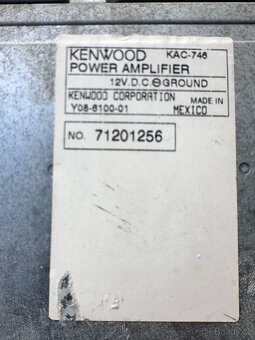 KENWOOD KAC-746
POWER AMPLIFIER
12V D.C ⊖ GROUND
KENWOOD CORPORATION MADE IN
Y08-6100-01 MEXICO
NO. 71201256